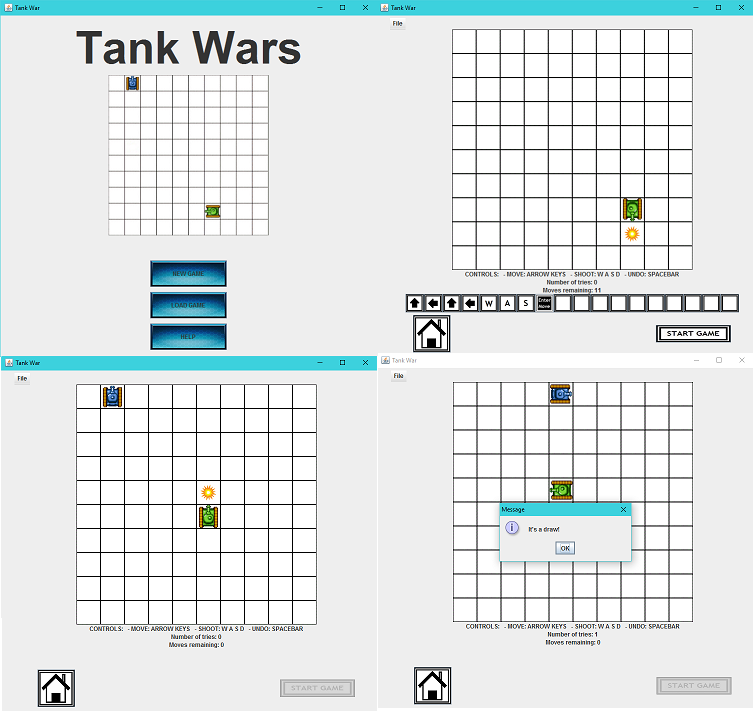 Tank War
Tank Wars
NEW GAME
LOAD GAME
HELP
Tank War
File
CONTROLS: - MOVE: ARROW KEYS - SHOOT: W A S D - UNDO: SPACEBAR
Number of tries: 0
Moves remaining: 11
W A S Enter Move
START GAME
Tank War
File
CONTROLS: - MOVE: ARROW KEYS - SHOOT: W A S D - UNDO: SPACEBAR
Number of tries: 0
Moves remaining: 0
START GAME
Tank War
File
Message
It's a draw!
OK
CONTROLS: - MOVE: ARROW KEYS - SHOOT: W A S D - UNDO: SPACEBAR
Number of tries: 1
Moves remaining: 0
START GAME